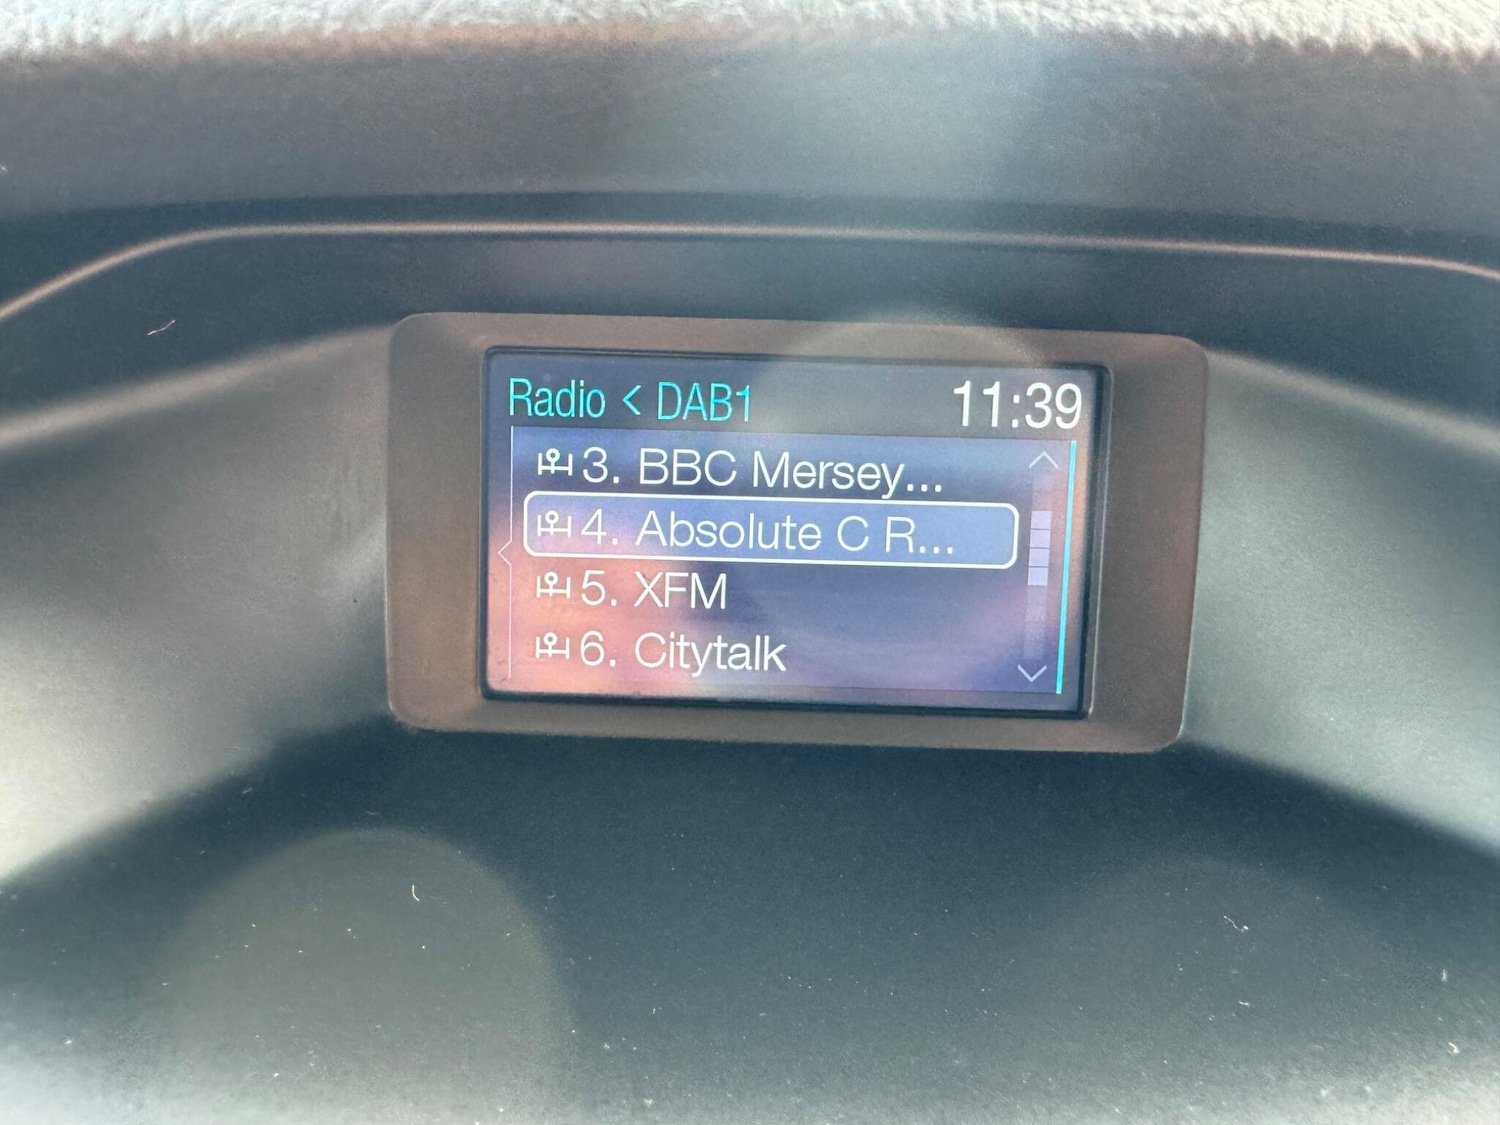 Radio < DAB1
11:39
3. BBC Mersey...
4. Absolute C R...
5. XFM
6. Citytalk